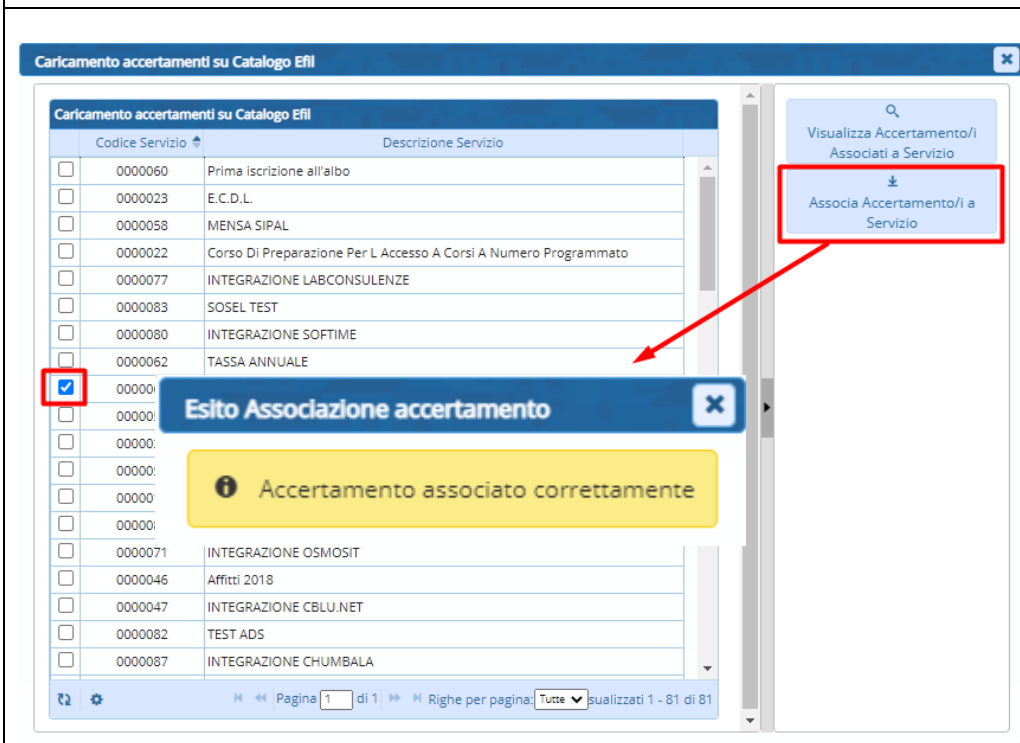 Caricamento accertamenti su Catalogo Efil
Caricamento accertamenti su Catalogo Efil
Codice Servizio Descrizione Servizio
0000060 Prima iscrizione all'albo
0000023 E.C.D.L.
0000058 MENSA SIPAL
0000022 Corso Di Preparazione Per L Accesso A Corsi A Numero Programmato
0000077 INTEGRAZIONE LABCONSULENZE
0000083 SOSEL TEST
0000080 INTEGRAZIONE SOFTIME
0000062 TASSA ANNUALE
Esito Associazione accertamento
Accertamento associato correttamente
0000071 INTEGRAZIONE OSMOSIT
0000046 Affitti 2018
0000047 INTEGRAZIONE CBLU.NET
0000082 TEST ADS
0000087 INTEGRAZIONE CHUMBALA
Pagina 1 di 1 Righe per pagina: Tutte sualizzati 1 - 81 di 81
Visualizza Accertamento/i
Associati a Servizio
Associa Accertamento/i a
Servizio